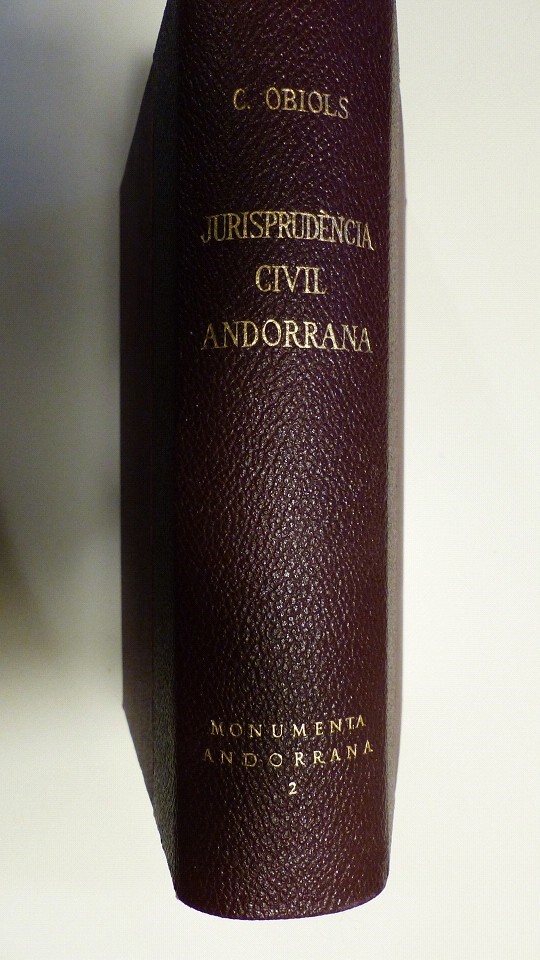 C. OBIOLS
JURISPRUDÈNCIA
CIVIL
ANDORRANA
MONUMENTA
ANDORRANA
2